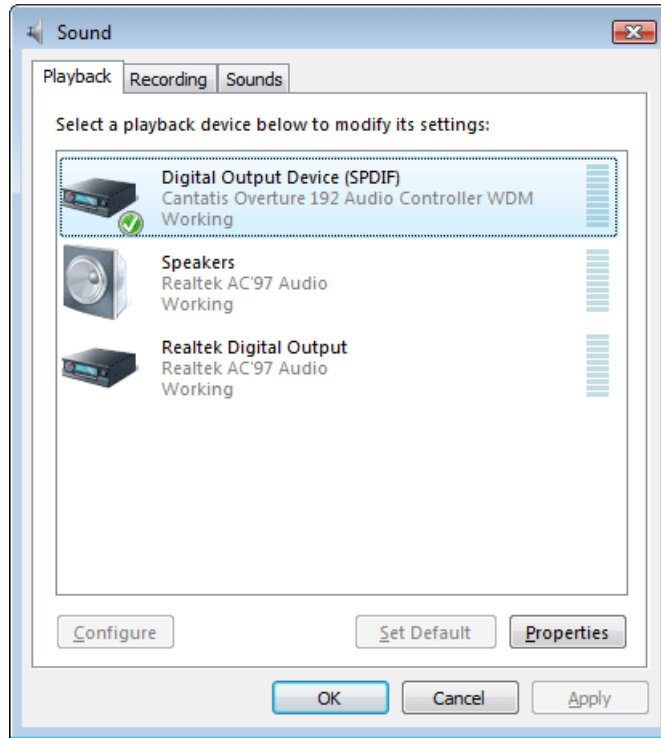 Sound
Playback Recording Sounds
Select a playback device below to modify its settings:
Digital Output Device (SPDIF)
Cantatis Overture 192 Audio Controller WDM
Working
Speakers
Realtek AC'97 Audio
Working
Realtek Digital Output
Realtek AC'97 Audio
Working
Configure Set Default Properties
OK Cancel Apply